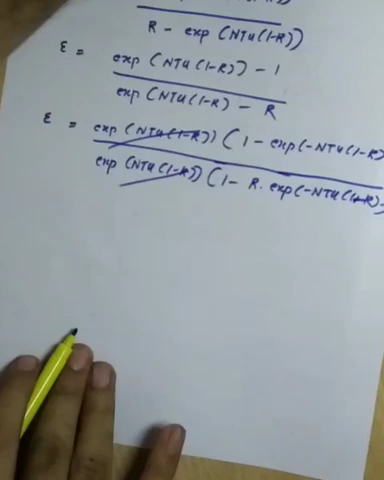 R - exp (NTU(1-R))
ε = exp (NTU(1-R)) - 1
exp (NTU(1-R) - R
ε = exp (NTU(1-R)) (1 - exp(-NTU(1-R)
exp (NTU(1-R)) (1 - R. exp(-NTU(1-R)